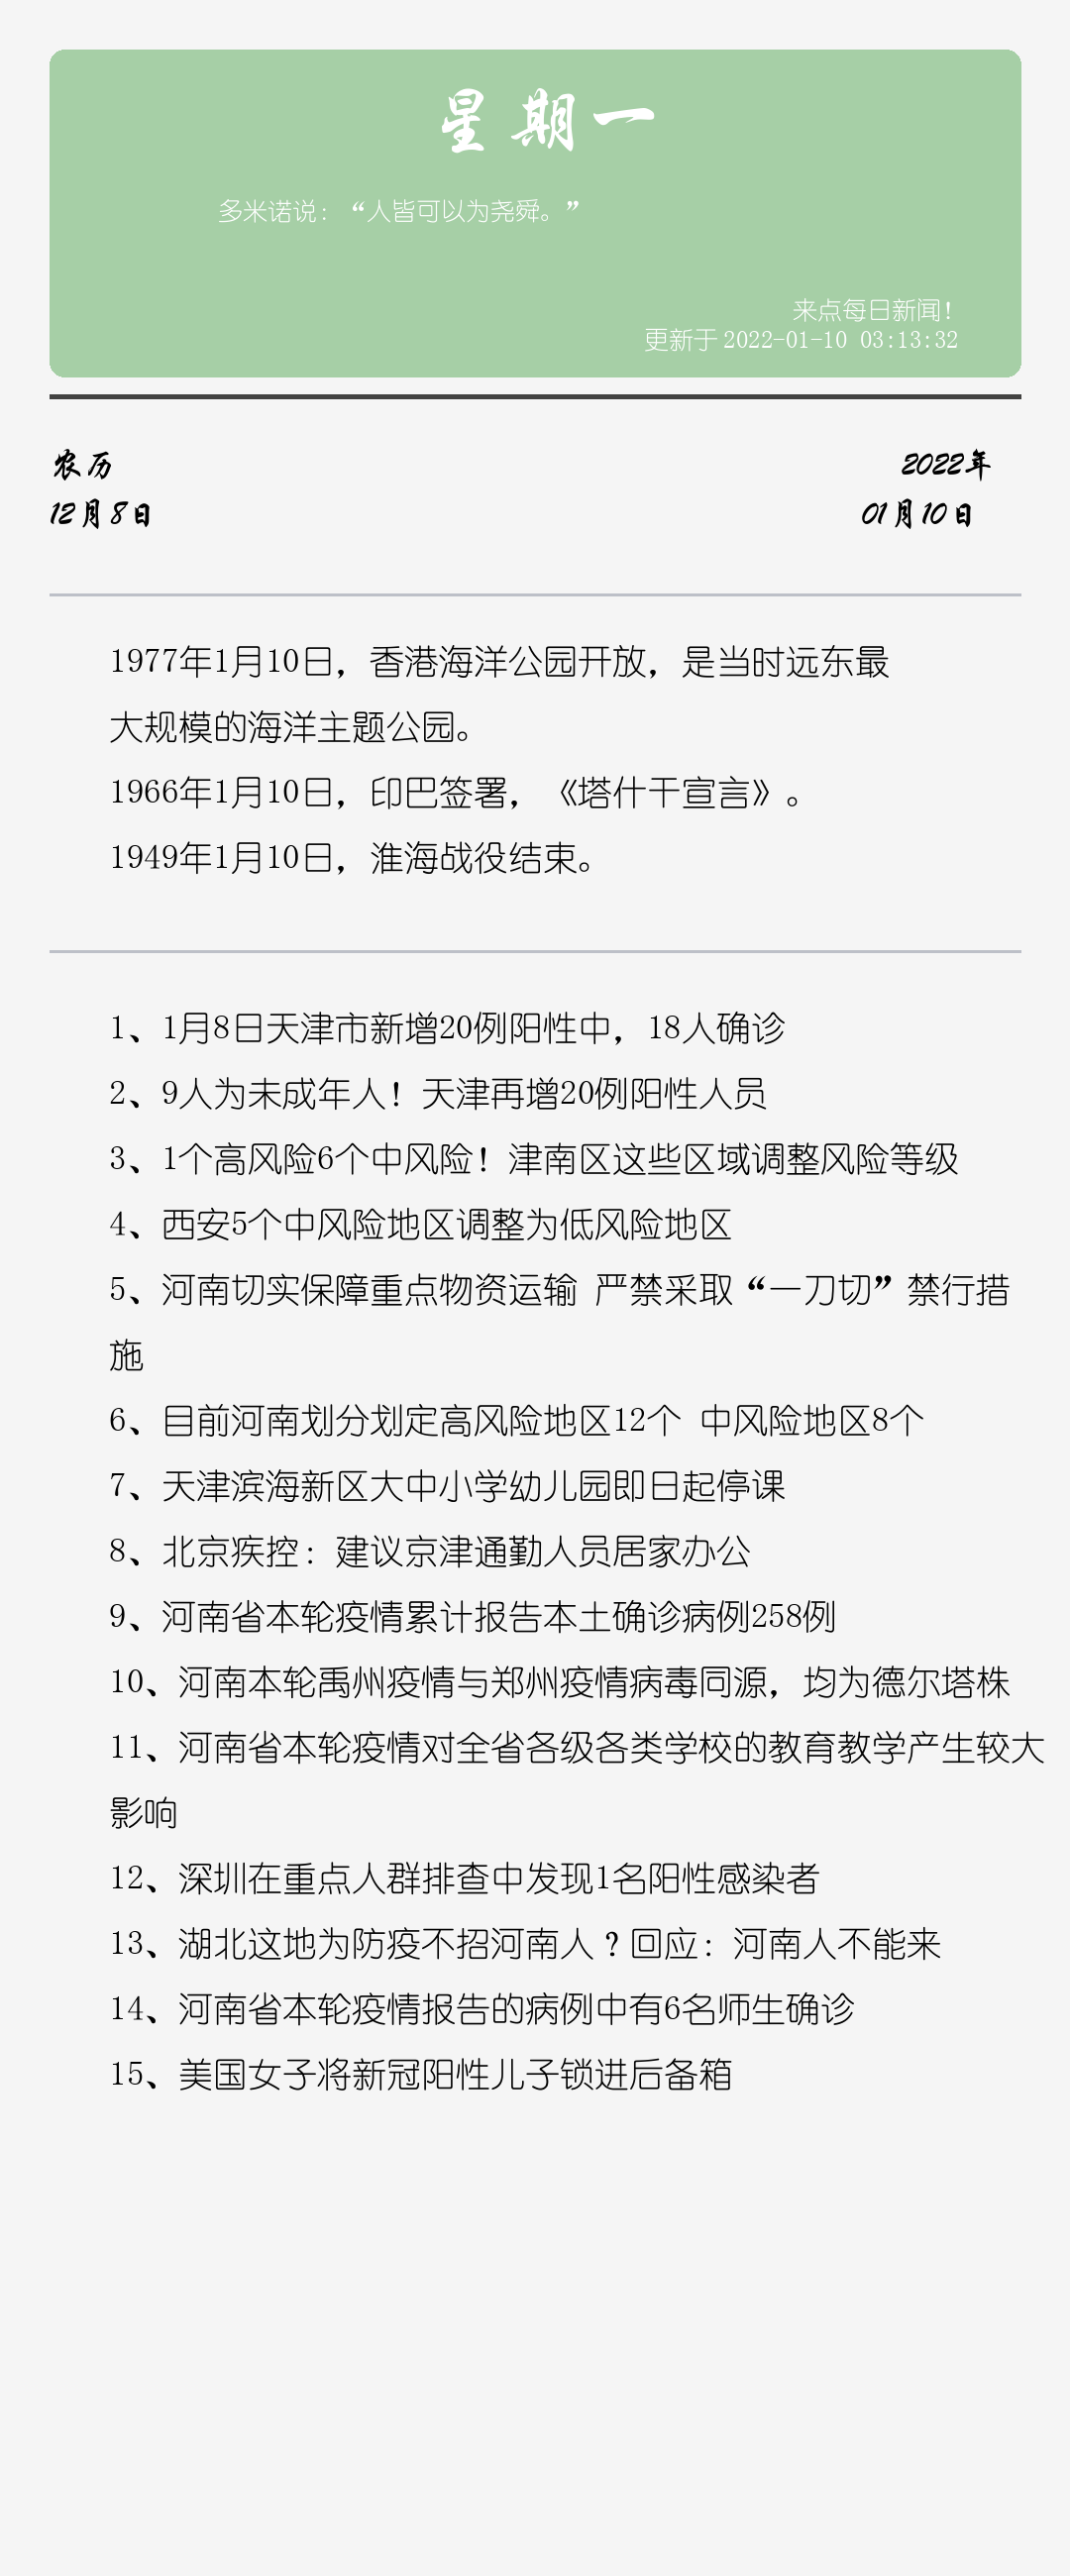 星期一
多米诺说：“人皆可以为尧舜。”
来点每日新闻！
更新于 2022-01-10 03:13:32
农历
2022年
12月8日
01月10日
1977年1月10日，香港海洋公园开放，是当时远东最
大规模的海洋主题公园。
1966年1月10日，印巴签署，《塔什干宣言》。
1949年1月10日，淮海战役结束。
1、1月8日天津市新增20例阳性中，18人确诊
2、9人为未成年人！天津再增20例阳性人员
3、1个高风险6个中风险！津南区这些区域调整风险等级
4、西安5个中风险地区调整为低风险地区
5、河南切实保障重点物资运输 严禁采取“一刀切”禁行措
施
6、目前河南划分划定高风险地区12个 中风险地区8个
7、天津滨海新区大中小学幼儿园即日起停课
8、北京疾控：建议京津通勤人员居家办公
9、河南省本轮疫情累计报告本土确诊病例258例
10、河南本轮禹州疫情与郑州疫情病毒同源，均为德尔塔株
11、河南省本轮疫情对全省各级各类学校的教育教学产生较大
影响
12、深圳在重点人群排查中发现1名阳性感染者
13、湖北这地为防疫不招河南人？回应：河南人不能来
14、河南省本轮疫情报告的病例中有6名师生确诊
15、美国女子将新冠阳性儿子锁进后备箱